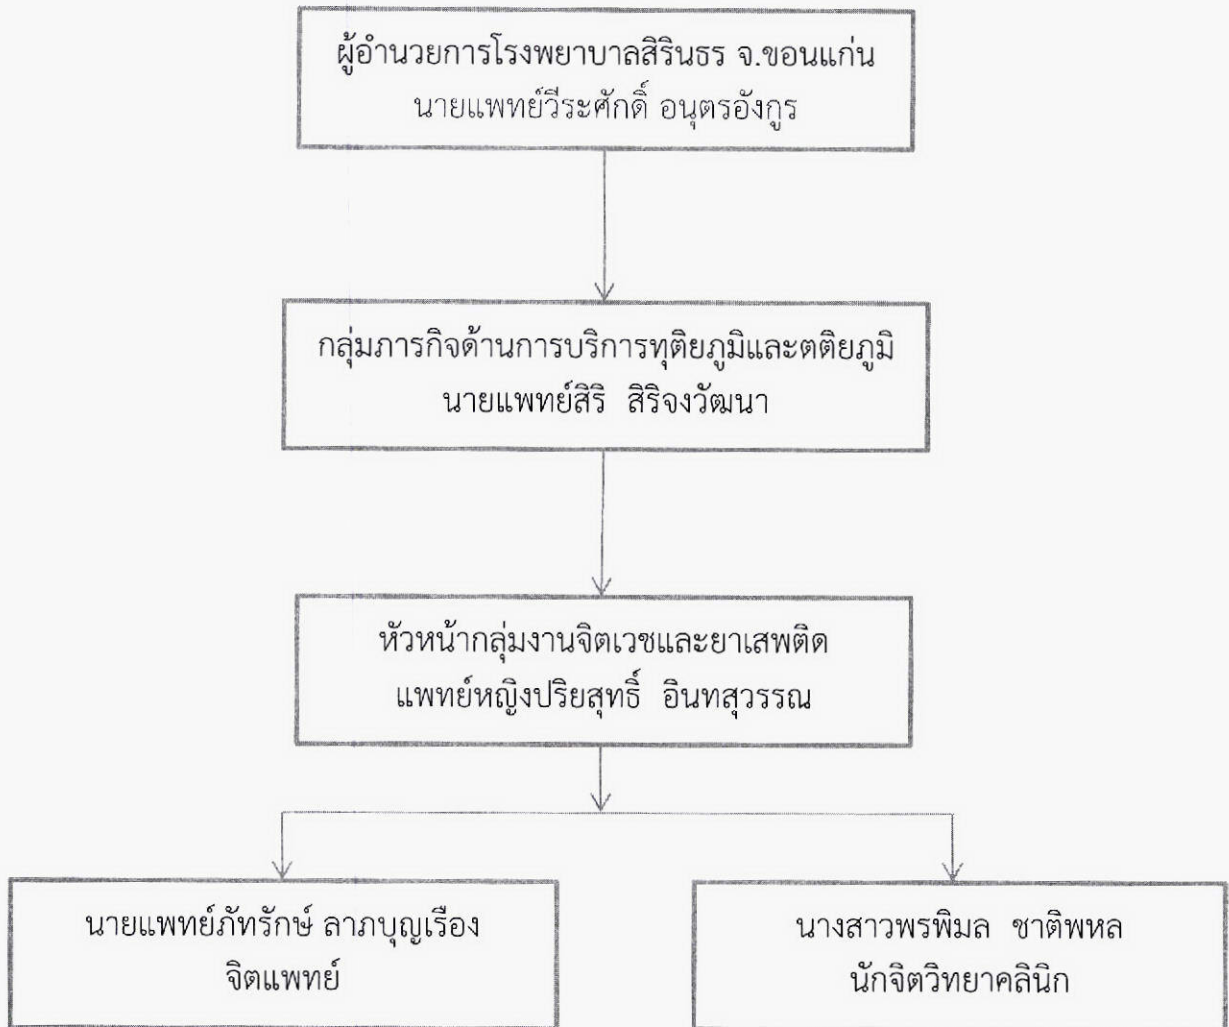 ผู้อำนวยการโรงพยาบาลสิรินธร จ.ขอนแก่น
นายแพทย์วีระศักดิ์ อนุตรอังกูร
กลุ่มภารกิจด้านการบริการทุติยภูมิและตติยภูมิ
นายแพทย์สิริ สิริจงวัฒนา
หัวหน้ากลุ่มงานจิตเวชและยาเสพติด
แพทย์หญิงปริยสุทธิ์ อินทสุวรรณ
นายแพทย์ภัทรักษ์ ลาภบุญเรือง
จิตแพทย์
นางสาวพรพิมล ชาติพหล
นักจิตวิทยาคลินิก